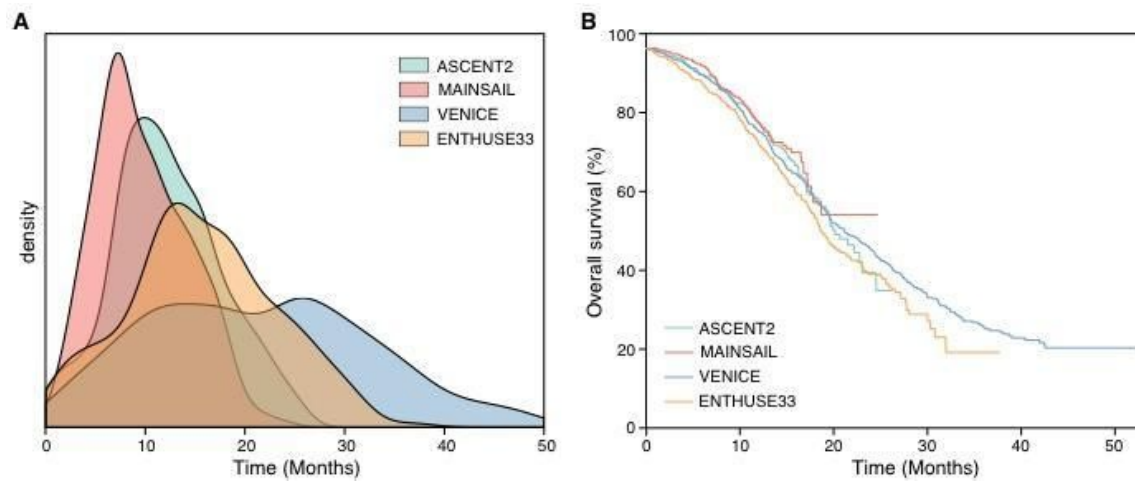 A
density
ASCENT2
MAINSAIL
VENICE
ENTHUSE33
0 10 20 30 40 50
Time (Months)
B
Overall survival (%)
100
80
60
40
20
0
ASCENT2
MAINSAIL
VENICE
ENTHUSE33
0 10 20 30 40 50
Time (Months)